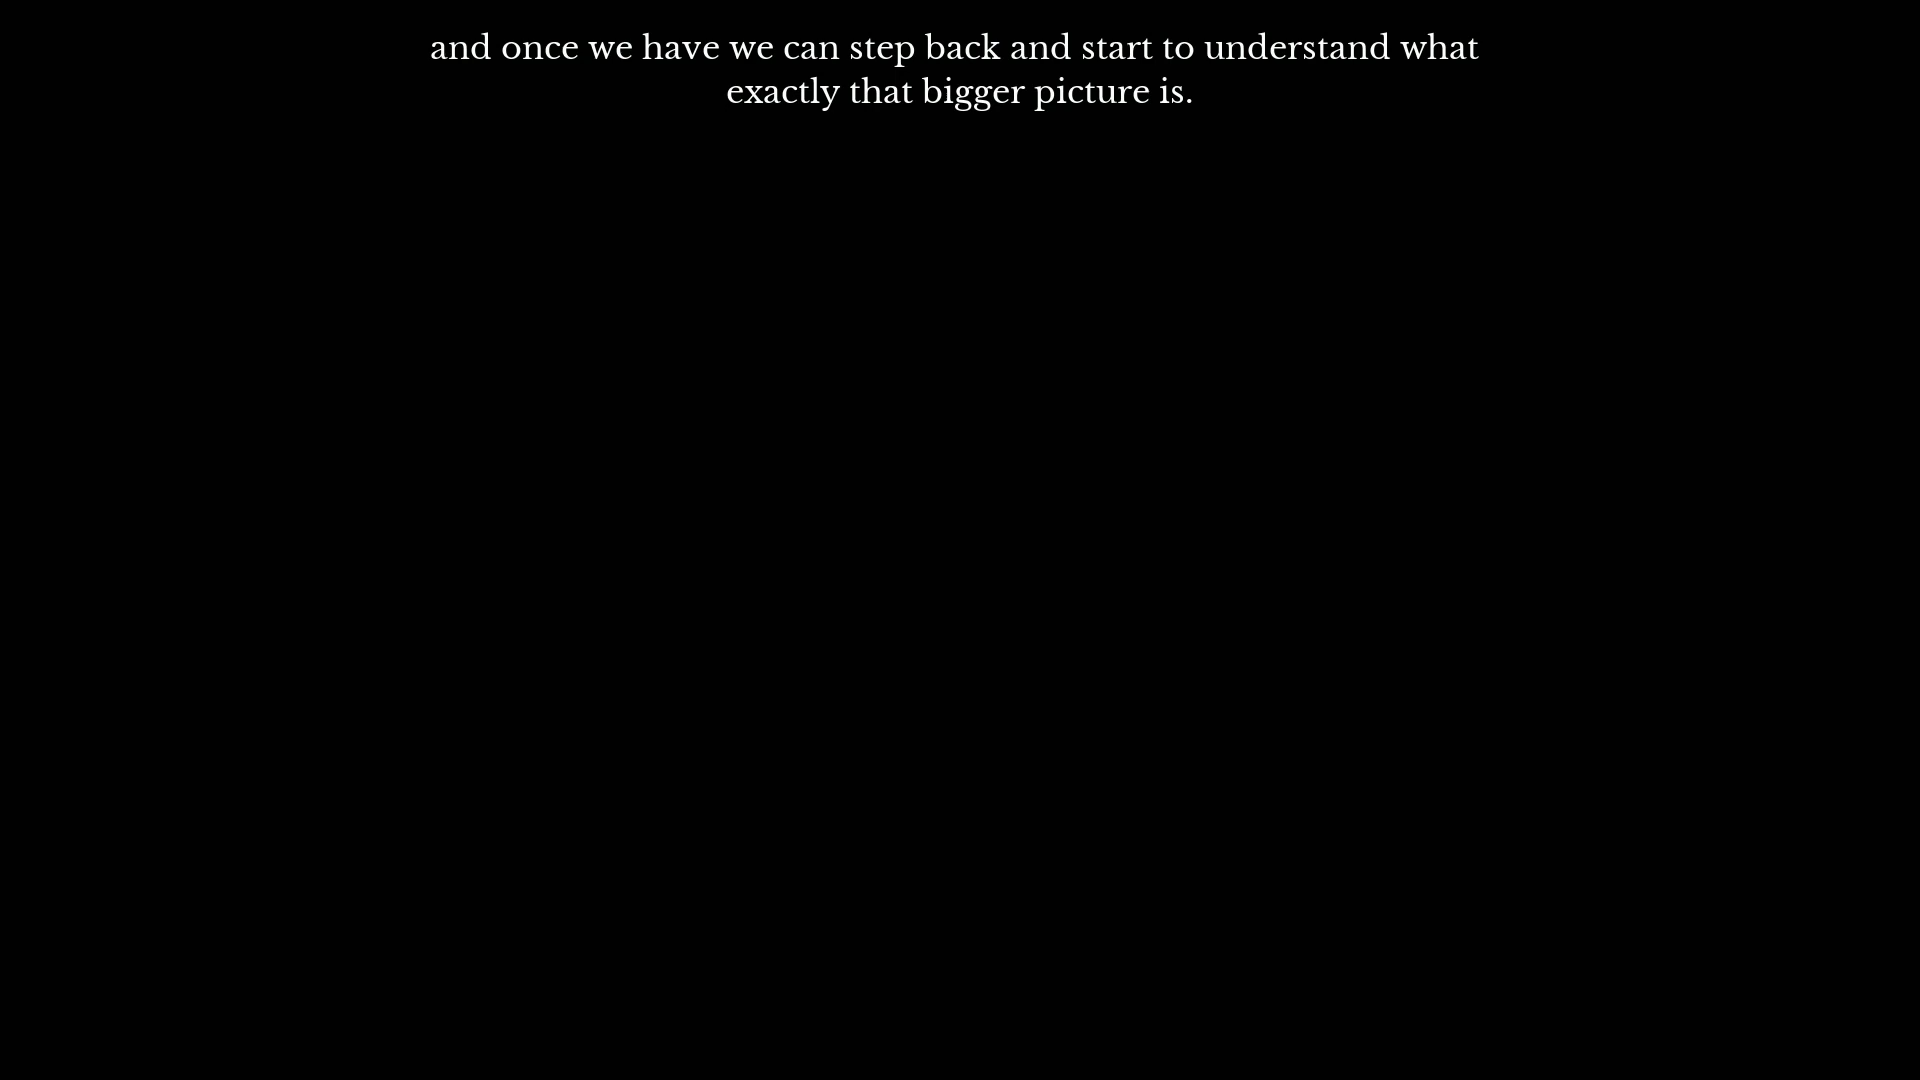 and once we have we can step back and start to understand what
exactly that bigger picture is.